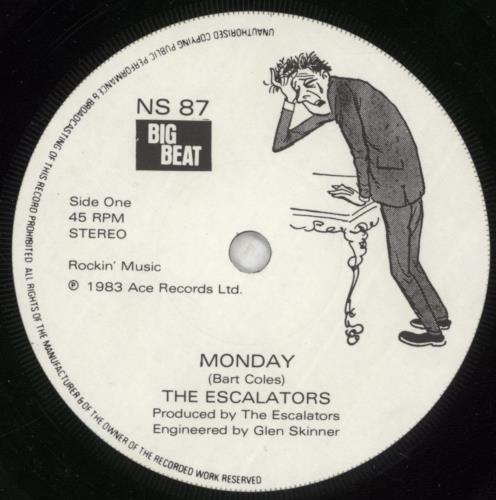 UNAUTHORISED COPYING PUBLIC PERFORMANCE & BROADCASTING OF THIS RECORD PROHIBITED ALL RIGHTS OF THE MANUFACTURER & OF THE OWNER OF THE RECORDED WORK RESERVED
NS 87
BIG
BEAT
Side One
45 RPM
STEREO
Rockin' Music
℗ 1983 Ace Records Ltd.
MONDAY
(Bart Coles)
THE ESCALATORS
Produced by The Escalators
Engineered by Glen Skinner